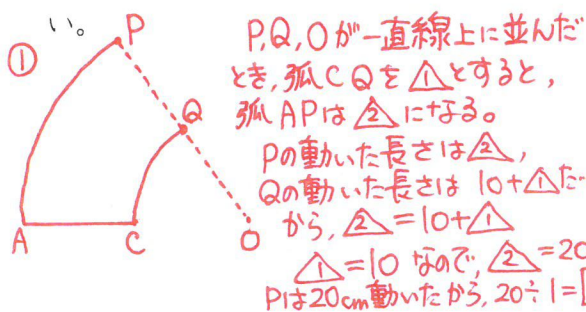 い。
①
P
Q
A
C
O
P,Q,Oが一直線上に並んだ
とき,弧CQを△1とすると,
弧APは△2になる。
Pの動いた長さは△2,
Qの動いた長さは 10+△1だ
から,△2=10+△1
△1=10 なので,△2=20
Pは20cm動いたから,20÷1=